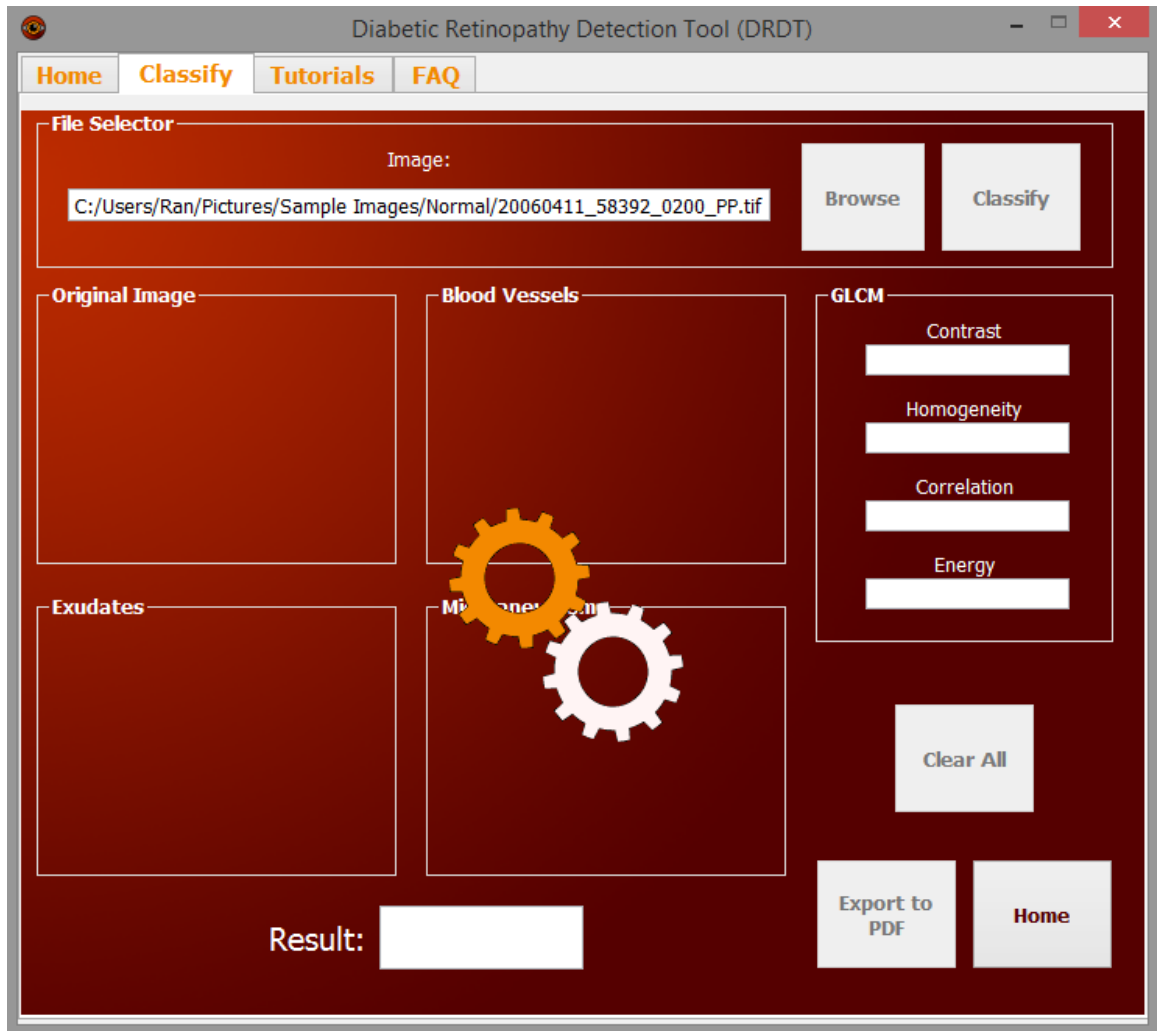 Diabetic Retinopathy Detection Tool (DRDT)
Home Classify Tutorials FAQ
File Selector
Image:
C:/Users/Ran/Pictures/Sample Images/Normal/20060411_58392_0200_PP.tif
Browse
Classify
Original Image
Blood Vessels
GLCM
Contrast
Homogeneity
Correlation
Energy
Exudates
Clear All
Export to
PDF
Home
Result: